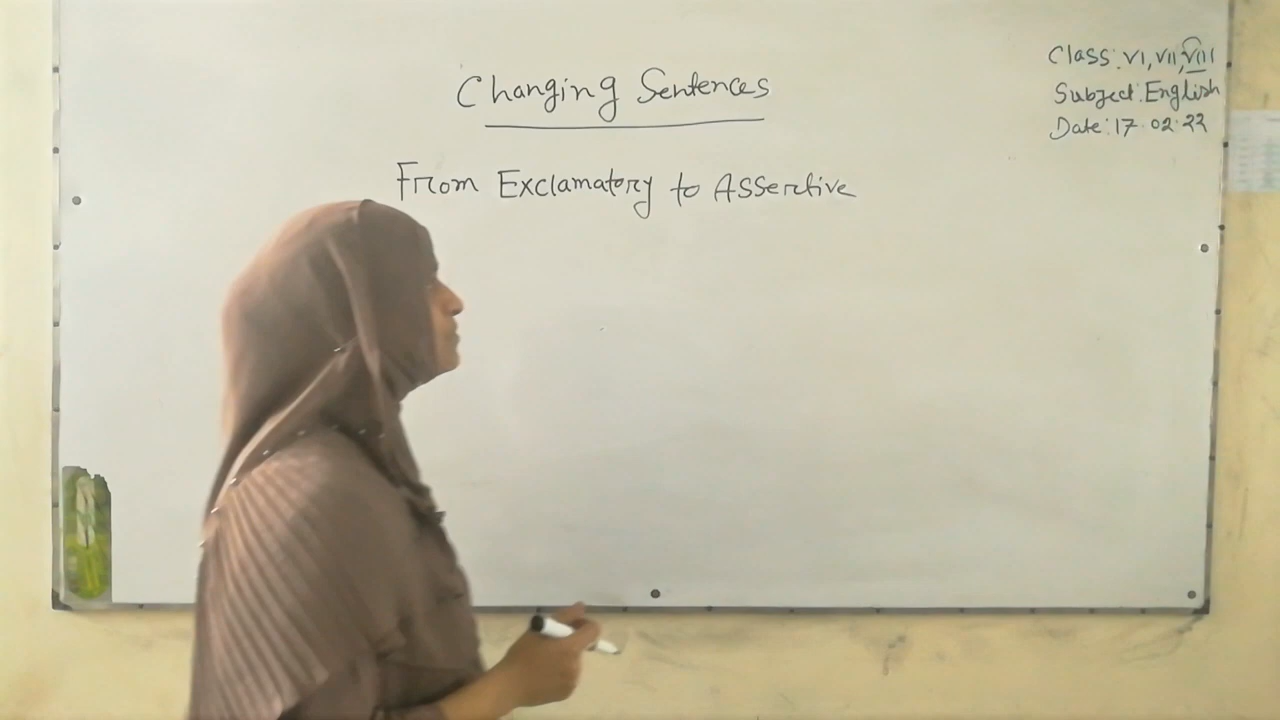 Changing Sentences
From Exclamatory to Assertive
Class: VI, VII, VIII
Subject: English
Date: 17.02.22